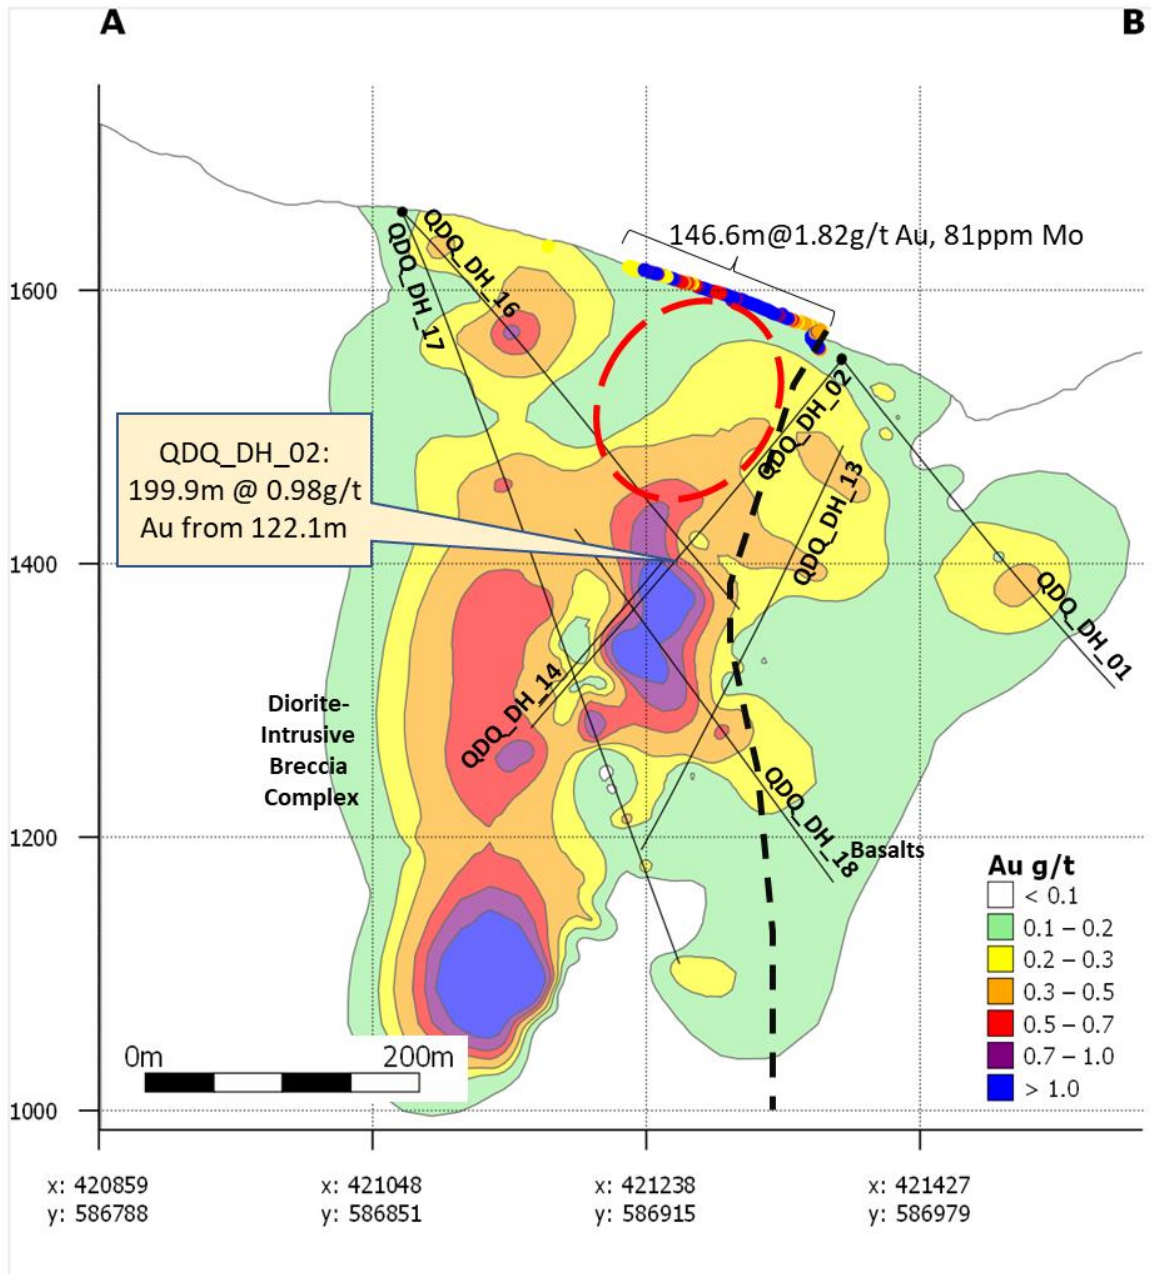 A
B
146.6m@1.82g/t Au, 81ppm Mo
QDQ_DH_16
QDQ_DH_17
1600
QDQ_DH_02
QDQ_DH_02:
199.9m @ 0.98g/t
Au from 122.1m
QDQ_DH_13
1400
QDQ_DH_01
QDQ_DH_14
Diorite-
Intrusive
Breccia
Complex
QDQ_DH_18
1200
Basalts
Au g/t
< 0.1
0.1 – 0.2
0.2 – 0.3
0.3 – 0.5
0.5 – 0.7
0.7 – 1.0
> 1.0
0m 200m
1000
x: 420859
y: 586788
x: 421048
y: 586851
x: 421238
y: 586915
x: 421427
y: 586979